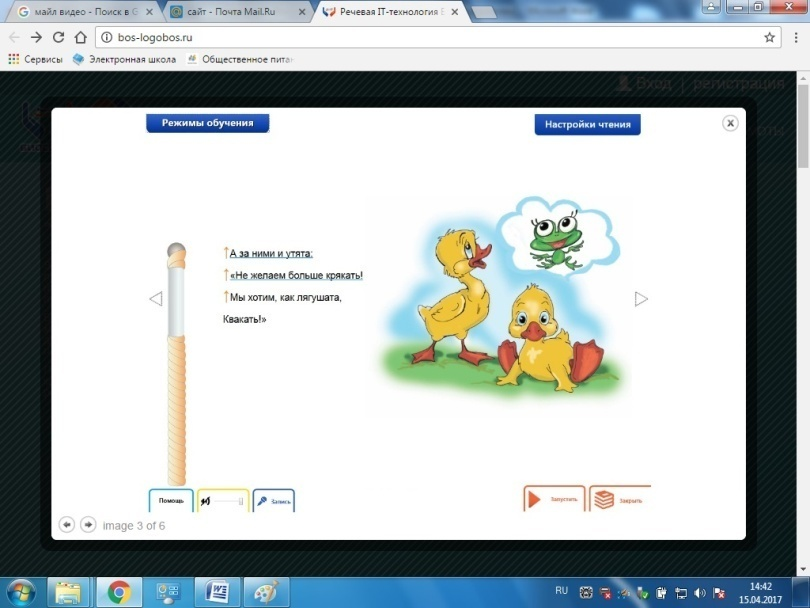 майл видео - Поиск в G
сайт - Почта Mail.Ru
Речевая IT-технология
bos-logobos.ru
Сервисы
Электронная школа
Общественное пита
Вход | регистрация
Режимы обучения
Настройки чтения
↑А за ними и утята:
↑«Не желаем больше крякать!
↑Мы хотим, как лягушата,
Квакать!»
Помощь
Запись
Запустить
Закрыть
image 3 of 6
RU
14:42
15.04.2017